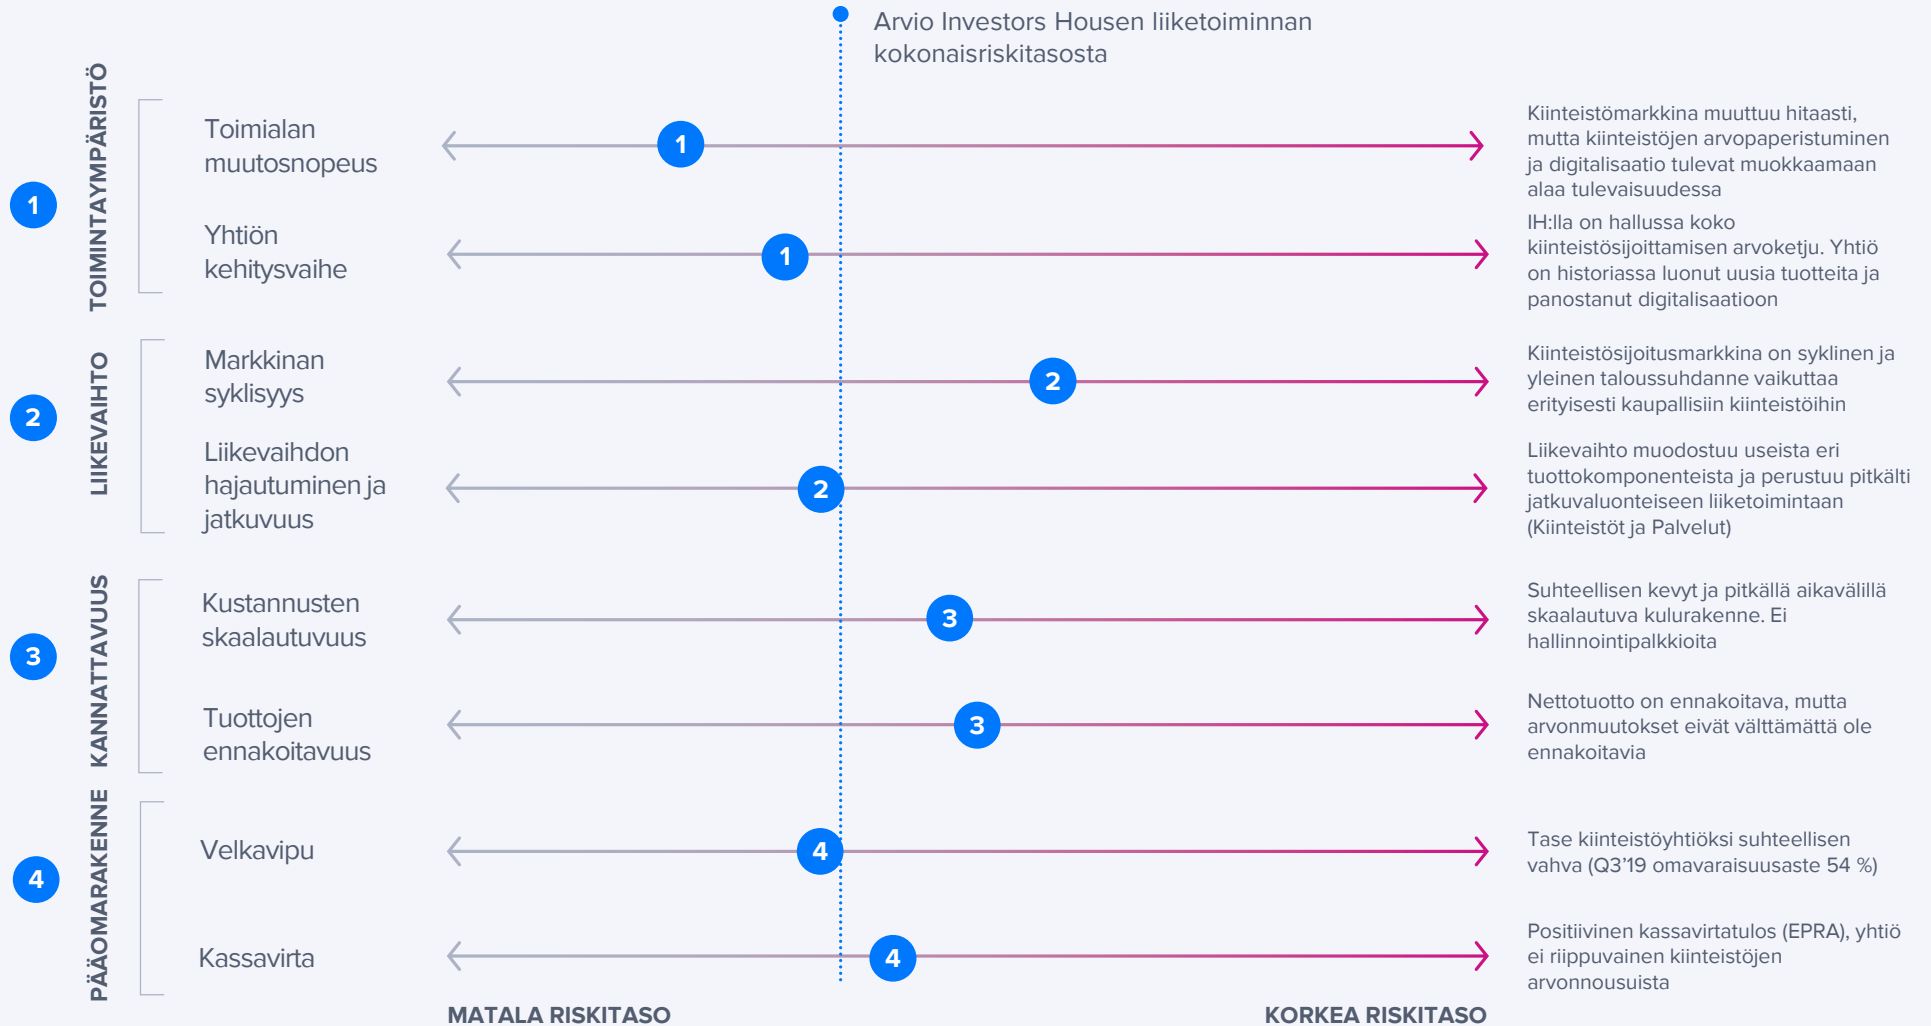 Arvio Investors Housen liiketoiminnan
kokonaisriskitasosta
1
TOIMINTAYMPÄRISTÖ
Toimialan
muutosnopeus
1
Kiinteistömarkkina muuttuu hitaasti,
mutta kiinteistöjen arvopaperistuminen
ja digitalisaatio tulevat muokkaamaan
alaa tulevaisuudessa
Yhtiön
kehitysvaihe
1
IH:lla on hallussa koko
kiinteistösijoittamisen arvoketju. Yhtiö
on historiassa luonut uusia tuotteita ja
panostanut digitalisaatioon
2
LIIKEVAIHTO
Markkinan
syklisyys
2
Kiinteistösijoitusmarkkina on syklinen ja
yleinen taloussuhdanne vaikuttaa
erityisesti kaupallisiin kiinteistöihin
Liikevaihdon
hajautuminen ja
jatkuvuus
2
Liikevaihto muodostuu useista eri
tuottokomponenteista ja perustuu pitkälti
jatkuvaluonteiseen liiketoimintaan
(Kiinteistöt ja Palvelut)
3
KANNATTAVUUS
Kustannusten
skaalautuvuus
3
Suhteellisen kevyt ja pitkällä aikavälillä
skaalautuva kulurakenne. Ei
hallinnointipalkkioita
Tuottojen
ennakoitavuus
3
Nettotuotto on ennakoitava, mutta
arvonmuutokset eivät välttämättä ole
ennakoitavia
4
PÄÄOMARAKENNE
Velkavipu
4
Tase kiinteistöyhtiöksi suhteellisen
vahva (Q3’19 omavaraisuusaste 54 %)
Kassavirta
4
Positiivinen kassavirtatulos (EPRA), yhtiö
ei riippuvainen kiinteistöjen
arvonnousuista
MATALA RISKITASO
KORKEA RISKITASO